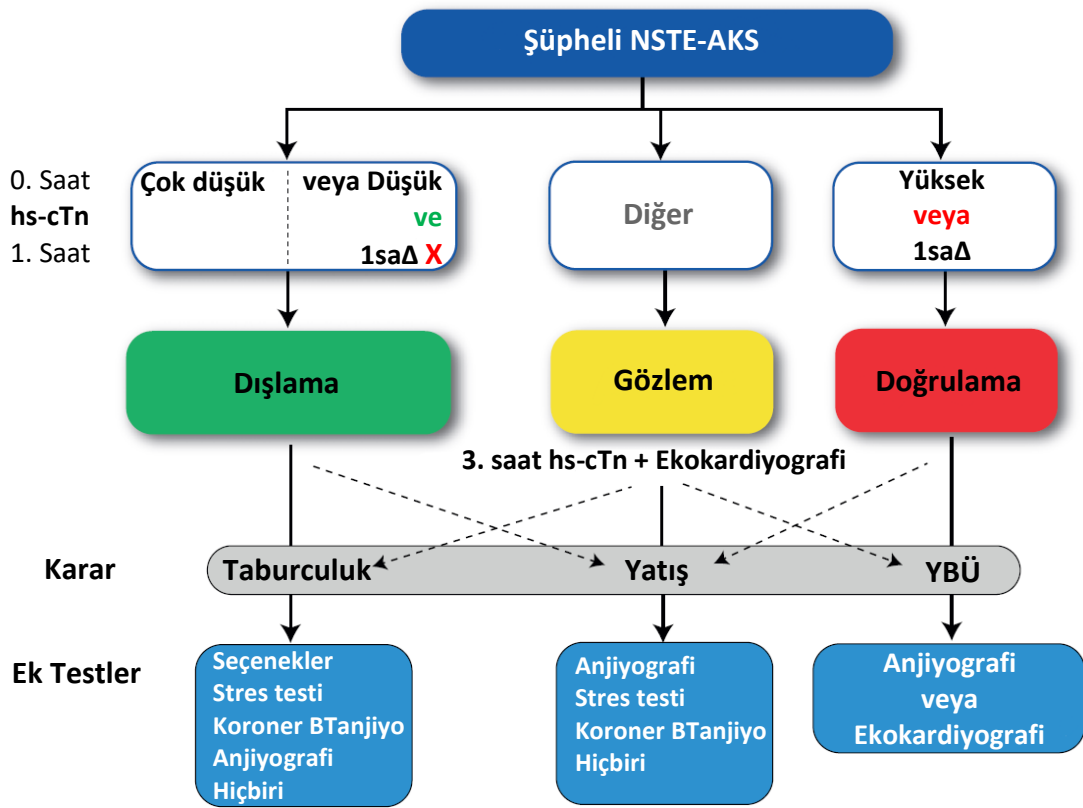 Şüpheli NSTE-AKS
0. Saat
hs-cTn
1. Saat
Çok düşük
veya Düşük
ve
1saΔ X
Diğer
Yüksek
veya
1saΔ
Dışlama
Gözlem
Doğrulama
3. saat hs-cTn + Ekokardiyografi
Karar
Taburculuk
Yatış
YBÜ
Ek Testler
Seçenekler
Stres testi
Koroner BTanjiyo
Anjiyografi
Hiçbiri
Anjiyografi
Stres testi
Koroner BTanjiyo
Hiçbiri
Anjiyografi
veya
Ekokardiyografi